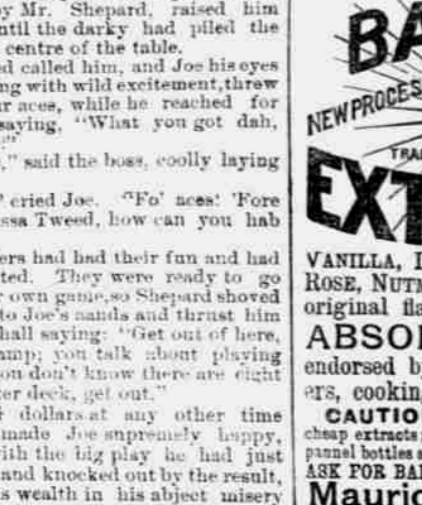 by Mr. Shepard, raised him
until the darky had piled the
centre of the table.
ed called him, and Joe his eyes
ng with wild excitement, threw
ur aces, while he reached for
saying, "What you got dah,
?"
," said the boss, coolly laying
" cried Joe. "Fo' aces! 'Fore
ssa Tweed, how can you hab
ers had had their fun and had
ted. They were ready to go
r own game, so Shepard shoved
to Joe's hands and thrust him
hall saying: "Get out of here,
amp; you talk about playing
ou don't know there are eight
er deck, get out."
dollars at any other time
made Joe supremely happy,
with the big play he had just
and knocked out by the result,
s wealth in his abject misery
BA
NEW PROCES
TRA
EXT
VANILLA, L
ROSE, NUTM
original fla
ABSOL
endorsed b
ers, cooking
CAUTIO
cheap extracts
pannel bottles s
ASK FOR BA
Mauric